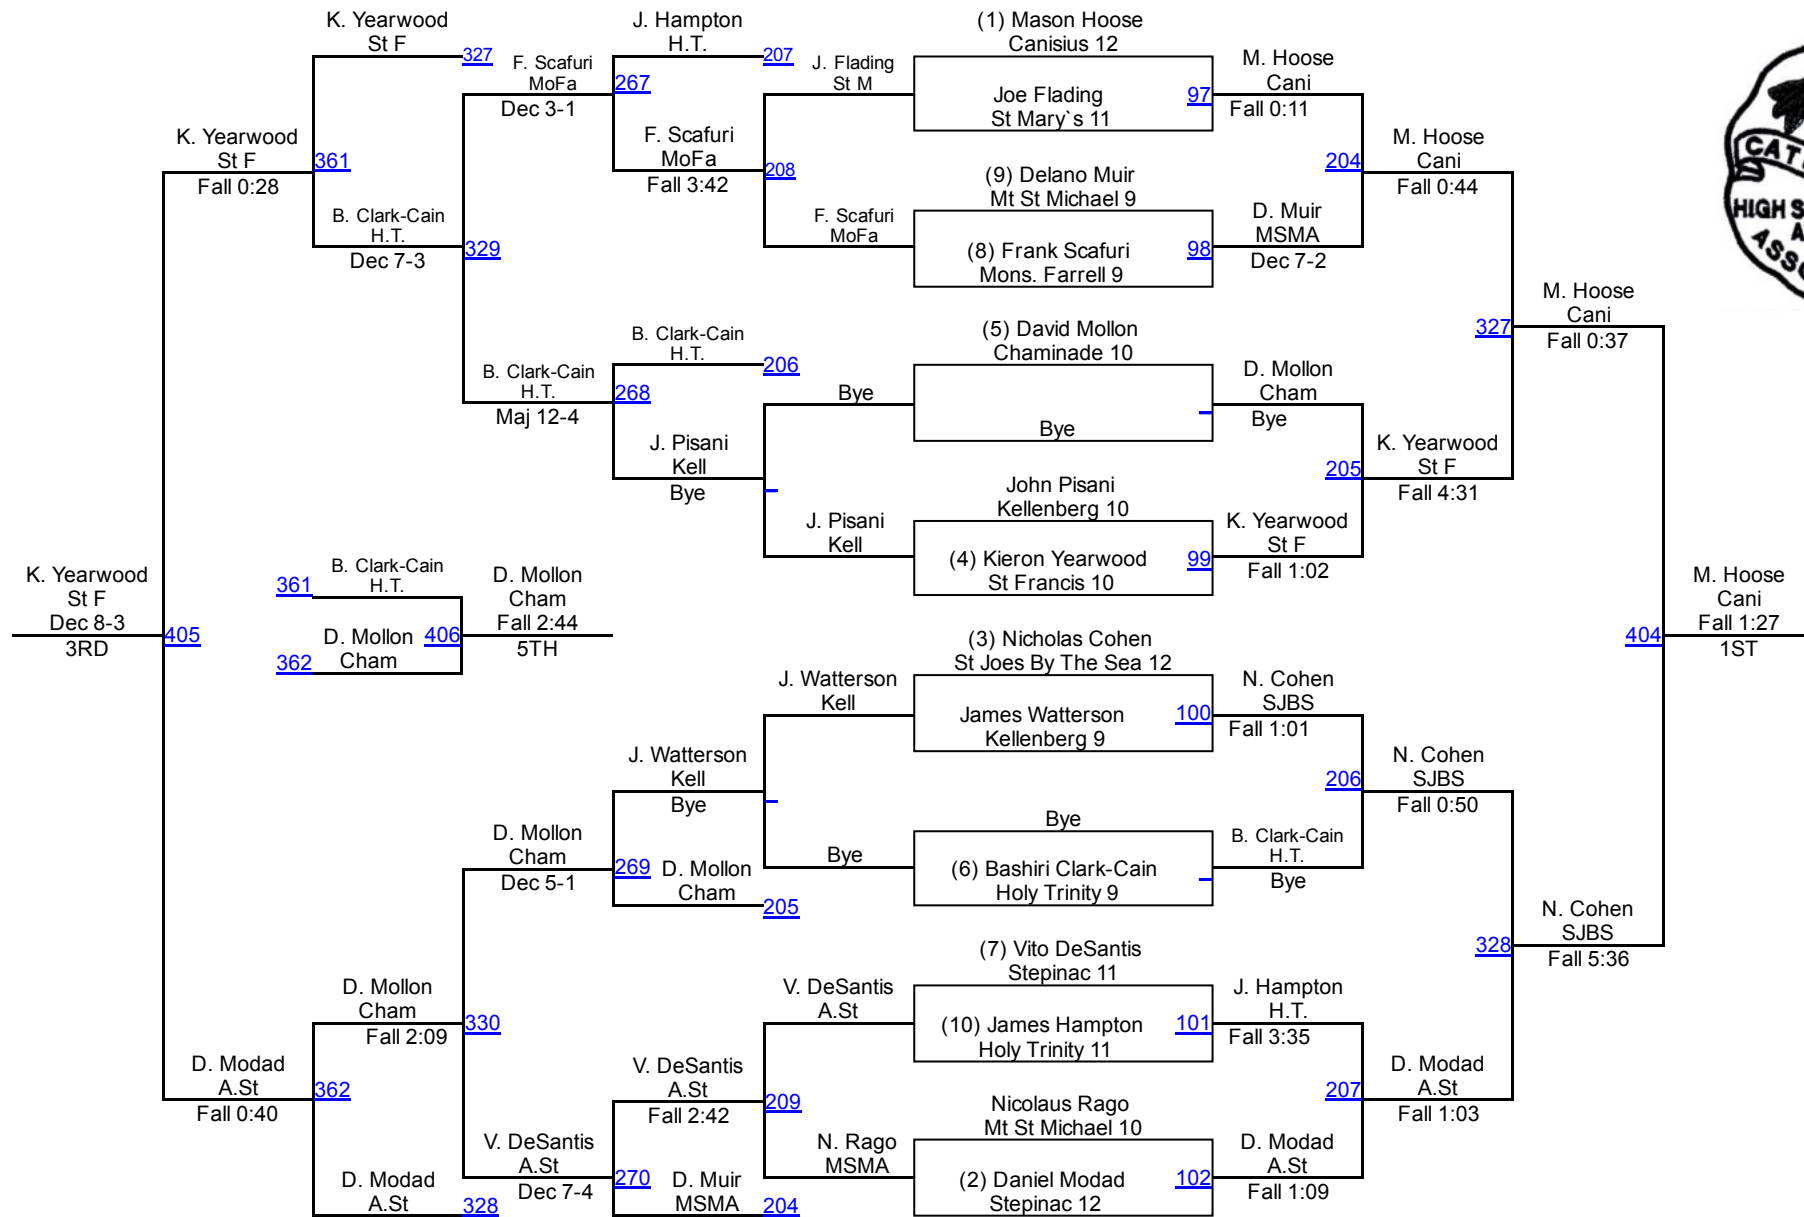 K. Yearwood
St F
327
F. Scafuri
MoFa
Dec 3-1
J. Hampton
H.T.
207
267
F. Scafuri
MoFa
Fall 3:42
208
J. Flading
St M
F. Scafuri
MoFa
(1) Mason Hoose
Canisius 12
Joe Flading
St Mary`s 11
97
M. Hoose
Cani
Fall 0:11
(9) Delano Muir
Mt St Michael 9
(8) Frank Scafuri
Mons. Farrell 9
98
D. Muir
MSMA
Dec 7-2
204
M. Hoose
Cani
Fall 0:44
K. Yearwood
St F
Fall 0:28
361
B. Clark-Cain
H.T.
Dec 7-3
329
B. Clark-Cain
H.T.
Maj 12-4
B. Clark-Cain
H.T.
206
268
J. Pisani
Kell
Bye
Bye
J. Pisani
Kell
(5) David Mollon
Chaminade 10
Bye
D. Mollon
Cham
Bye
John Pisani
Kellenberg 10
(4) Kieron Yearwood
St Francis 10
99
K. Yearwood
St F
Fall 1:02
205
K. Yearwood
St F
Fall 4:31
327
M. Hoose
Cani
Fall 0:37
K. Yearwood
St F
Dec 8-3
3RD
405
361
B. Clark-Cain
H.T.
362
D. Mollon
Cham
406
D. Mollon
Cham
Fall 2:44
5TH
404
M. Hoose
Cani
Fall 1:27
1ST
J. Watterson
Kell
(3) Nicholas Cohen
St Joes By The Sea 12
James Watterson
Kellenberg 9
100
N. Cohen
SJBS
Fall 1:01
J. Watterson
Kell
Bye
Bye
Bye
(6) Bashiri Clark-Cain
Holy Trinity 9
B. Clark-Cain
H.T.
Bye
206
N. Cohen
SJBS
Fall 0:50
D. Mollon
Cham
Dec 5-1
269
D. Mollon
Cham
205
328
N. Cohen
SJBS
Fall 5:36
D. Mollon
Cham
Fall 2:09
330
V. DeSantis
A.St
(7) Vito DeSantis
Stepinac 11
(10) James Hampton
Holy Trinity 11
101
J. Hampton
H.T.
Fall 3:35
D. Modad
A.St
Fall 0:40
362
V. DeSantis
A.St
Fall 2:42
209
N. Rago
MSMA
Nicolaus Rago
Mt St Michael 10
(2) Daniel Modad
Stepinac 12
102
D. Modad
A.St
Fall 1:09
207
D. Modad
A.St
Fall 1:03
V. DeSantis
A.St
Dec 7-4
270
D. Muir
MSMA
204
D. Modad
A.St
328